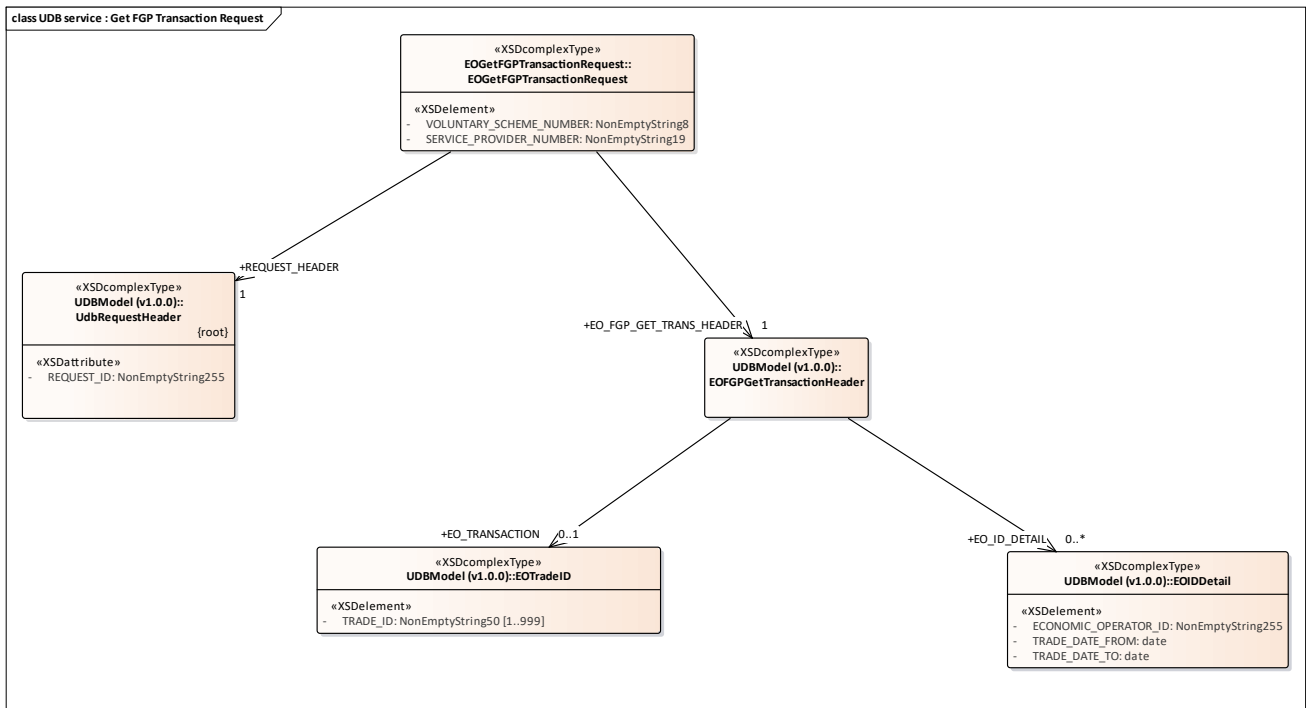 class UDB service : Get FGP Transaction Request
«XSDcomplexType»
EOGetFGPTransactionRequest::
EOGetFGPTransactionRequest
«XSDelement»
- VOLUNTARY_SCHEME_NUMBER: NonEmptyString8
- SERVICE_PROVIDER_NUMBER: NonEmptyString19
+REQUEST_HEADER
1
«XSDcomplexType»
UDBModel (v1.0.0)::
UdbRequestHeader
{root}
«XSDattribute»
- REQUEST_ID: NonEmptyString255
+EO_FGP_GET_TRANS_HEADER 1
«XSDcomplexType»
UDBModel (v1.0.0)::
EOFGPGetTransactionHeader
+EO_TRANSACTION 0..1
«XSDcomplexType»
UDBModel (v1.0.0)::EOTradeID
«XSDelement»
- TRADE_ID: NonEmptyString50 [1..999]
+EO_ID_DETAIL 0..*
«XSDcomplexType»
UDBModel (v1.0.0)::EOIDDetail
«XSDelement»
- ECONOMIC_OPERATOR_ID: NonEmptyString255
- TRADE_DATE_FROM: date
- TRADE_DATE_TO: date